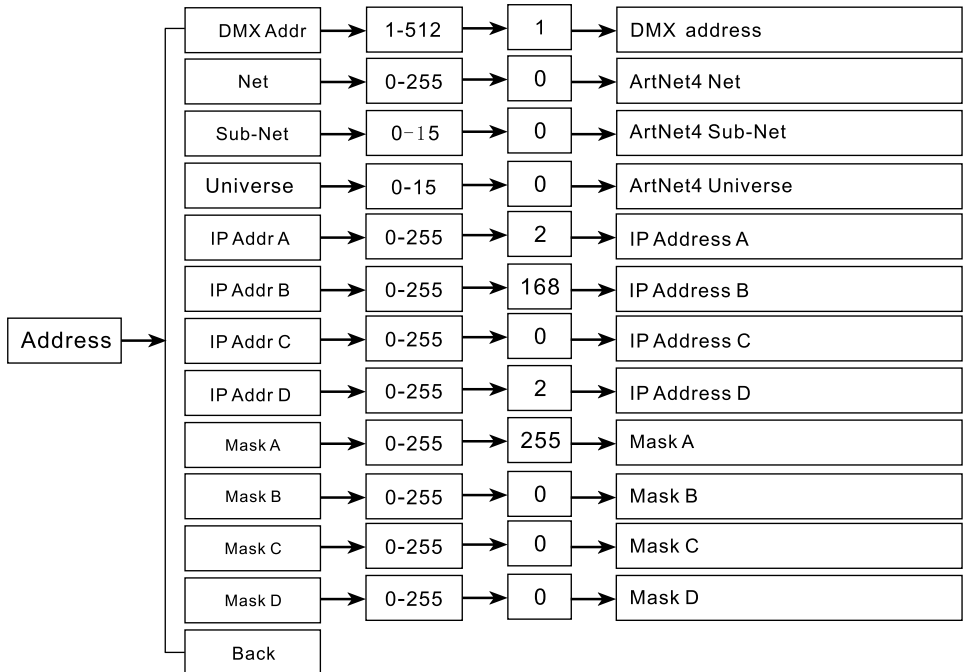 DMX Addr 1-512 1 DMX address
Net 0-255 0 ArtNet4 Net
Sub-Net 0-15 0 ArtNet4 Sub-Net
Universe 0-15 0 ArtNet4 Universe
IP Addr A 0-255 2 IP Address A
IP Addr B 0-255 168 IP Address B
Address
IP Addr C 0-255 0 IP Address C
IP Addr D 0-255 2 IP Address D
Mask A 0-255 255 Mask A
Mask B 0-255 0 Mask B
Mask C 0-255 0 Mask C
Mask D 0-255 0 Mask D
Back